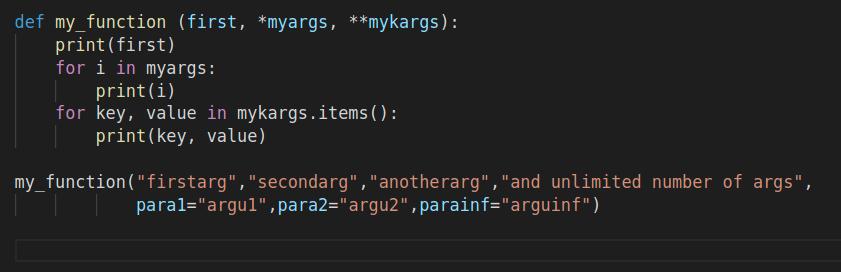 def my_function (first, *myargs, **mykargs):
    print(first)
    for i in myargs:
        print(i)
    for key, value in mykargs.items():
        print(key, value)
my_function("firstarg","secondarg","anotherarg","and unlimited number of args",
            para1="argu1",para2="argu2",parainf="arguinf")